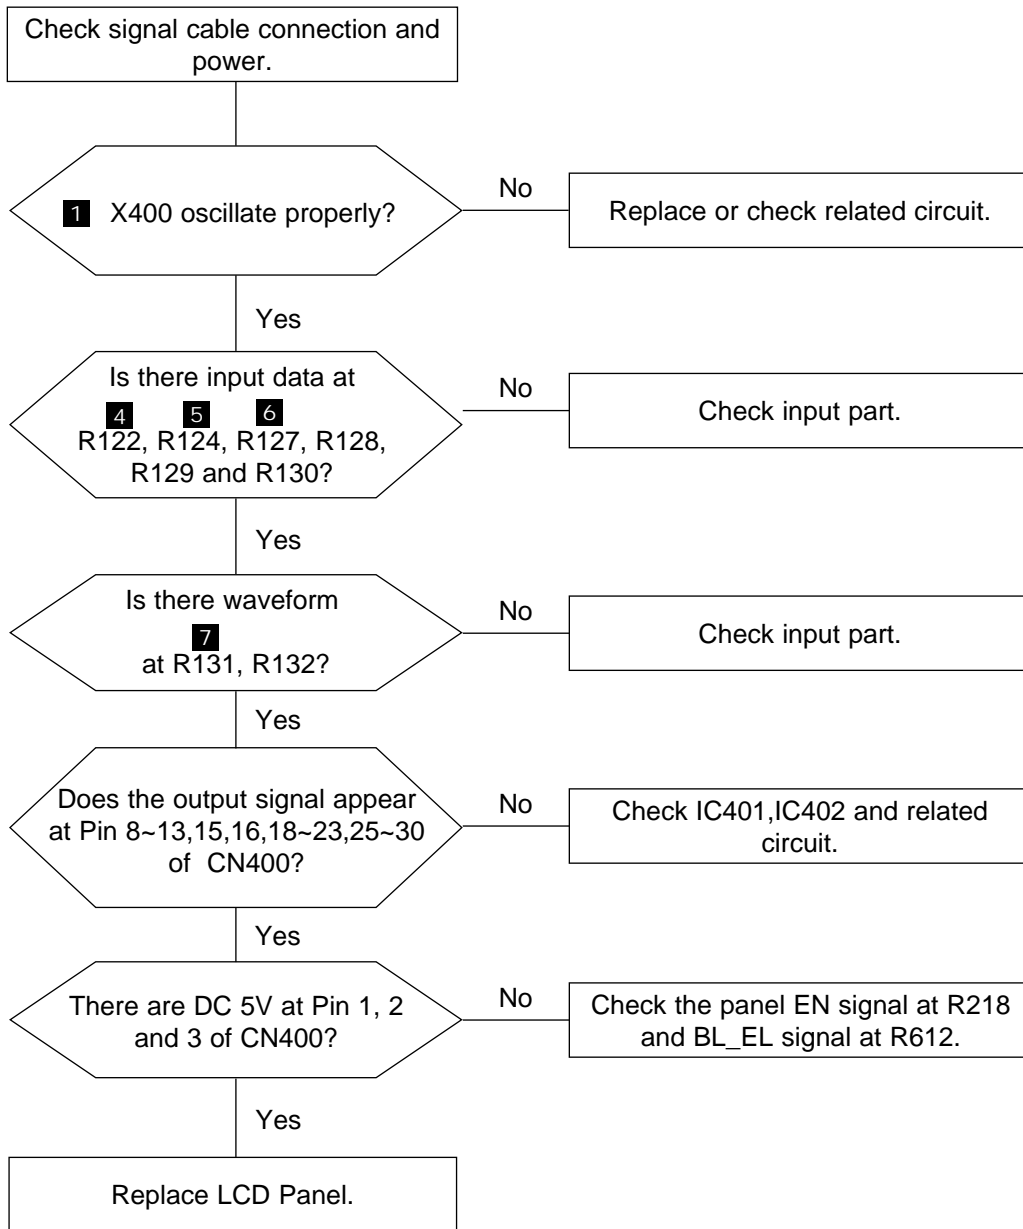 Check signal cable connection and
power.
1 X400 oscillate properly?
No
Replace or check related circuit.
Yes
Is there input data at
4 5 6
R122, R124, R127, R128,
R129 and R130?
No
Check input part.
Yes
Is there waveform
7
at R131, R132?
No
Check input part.
Yes
Does the output signal appear
at Pin 8~13,15,16,18~23,25~30
of CN400?
No
Check IC401,IC402 and related
circuit.
Yes
There are DC 5V at Pin 1, 2
and 3 of CN400?
No
Check the panel EN signal at R218
and BL_EL signal at R612.
Yes
Replace LCD Panel.